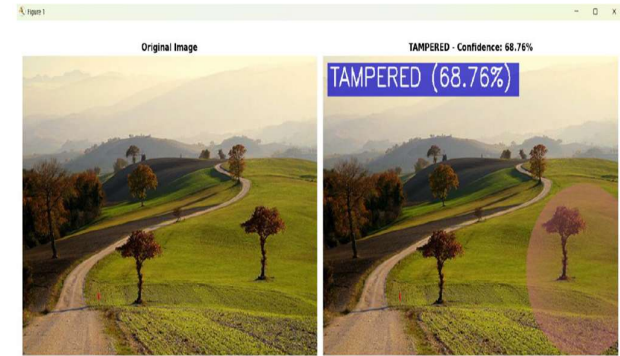 Figure 1
Original Image
TAMPERED - Confidence: 68.76%
TAMPERED (68.76%)